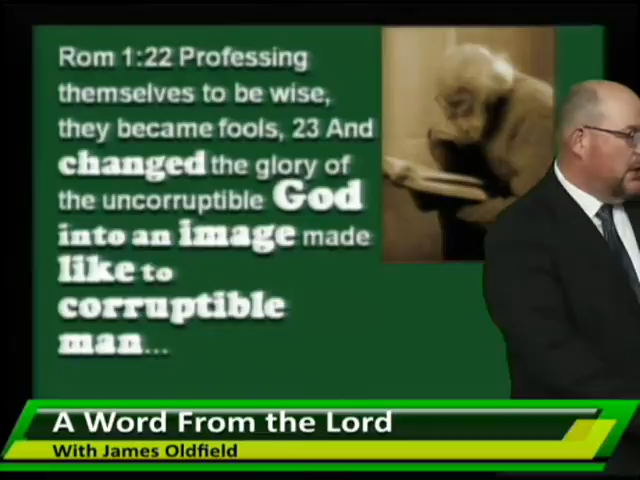 Rom 1:22 Professing
themselves to be wise,
they became fools, 23 And
changed the glory of
the uncorruptible God
into an image made
like to
corruptible
man...
A Word From the Lord
With James Oldfield